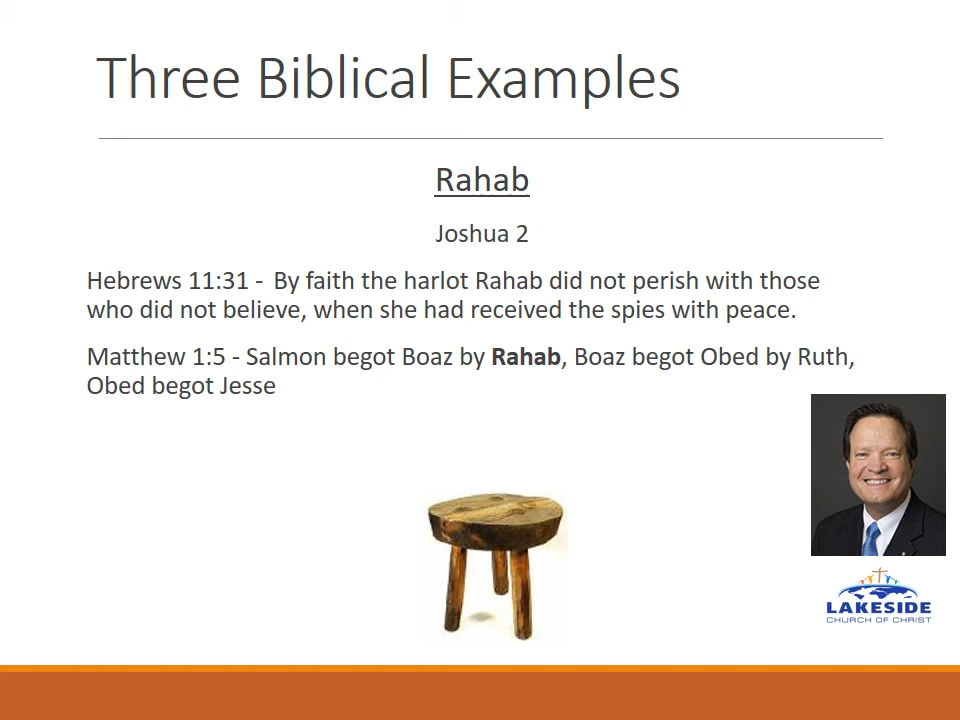 Three Biblical Examples
Rahab
Joshua 2
Hebrews 11:31 - By faith the harlot Rahab did not perish with those
who did not believe, when she had received the spies with peace.
Matthew 1:5 - Salmon begot Boaz by Rahab, Boaz begot Obed by Ruth,
Obed begot Jesse
LAKESIDE
CHURCH OF CHRIST